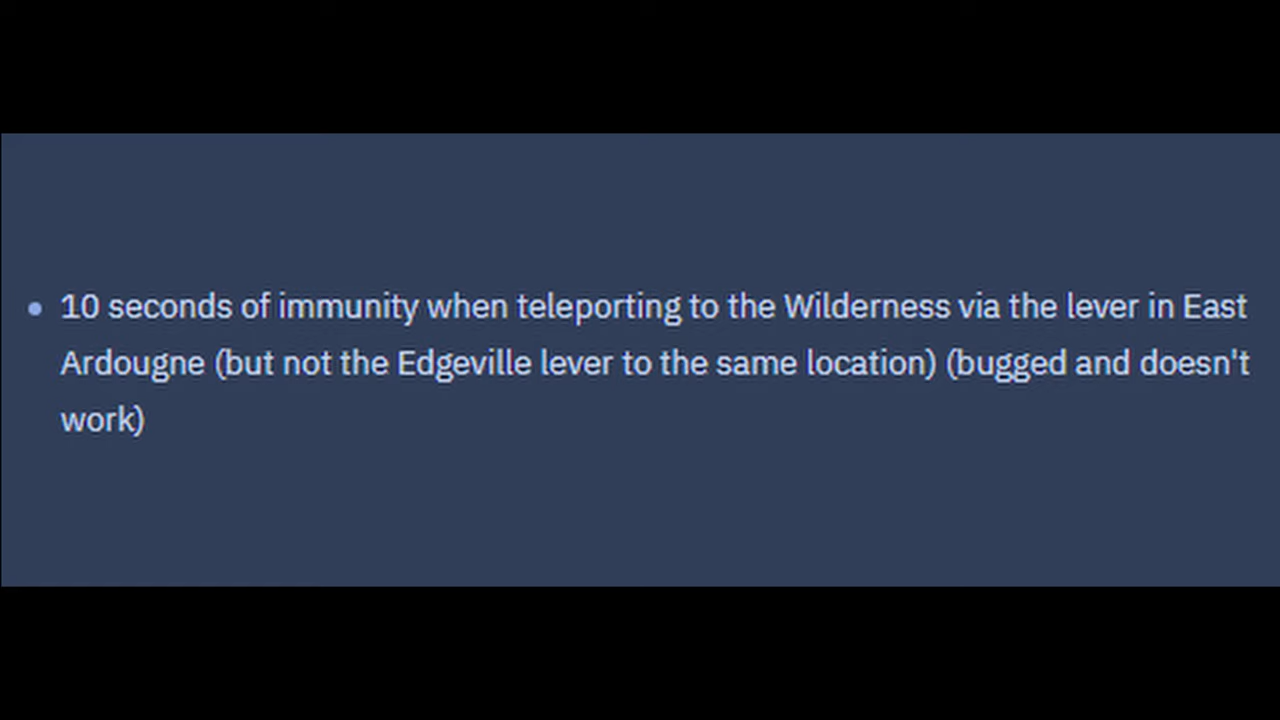 • 10 seconds of immunity when teleporting to the Wilderness via the lever in East
Ardougne (but not the Edgeville lever to the same location) (bugged and doesn't
work)